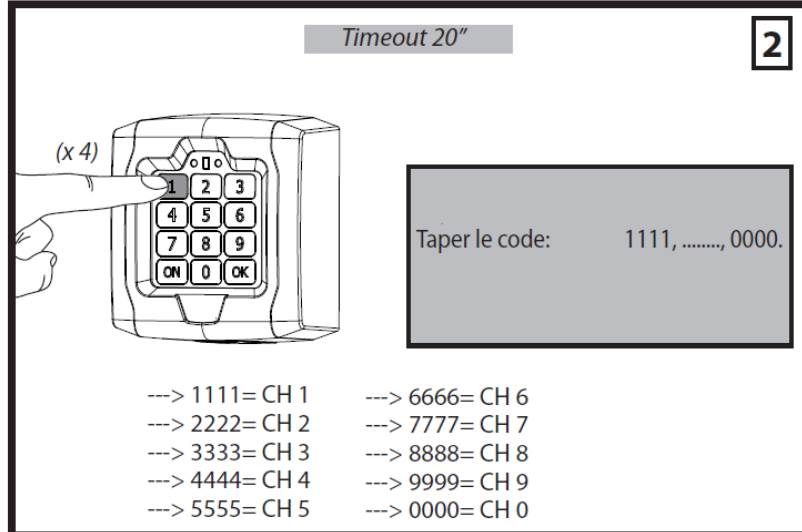 Timeout 20”
2
(x 4)
1 2 3
4 5 6
7 8 9
ON 0 OK
Taper le code: 1111, ........, 0000.
---> 1111= CH 1
---> 2222= CH 2
---> 3333= CH 3
---> 4444= CH 4
---> 5555= CH 5
---> 6666= CH 6
---> 7777= CH 7
---> 8888= CH 8
---> 9999= CH 9
---> 0000= CH 0